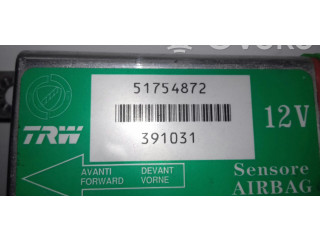 51754872
391031
12V
TRW
AVANTI DEVANT
FORWARD VORNE
Sensore
AIRBAG